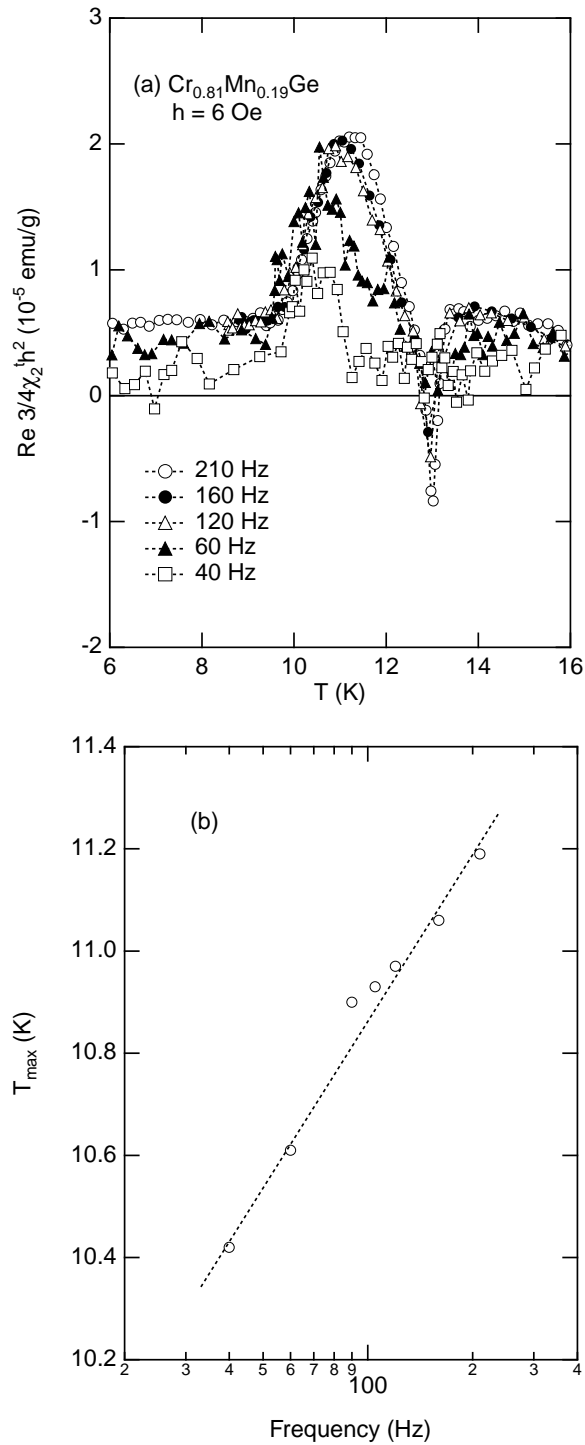 3
2
1
0
-1
-2
Re 3/4χ₂ᵗh² (10⁻⁵ emu/g)
(a) Cr₀.₈₁Mn₀.₁₉Ge
h = 6 Oe
210 Hz
160 Hz
120 Hz
60 Hz
40 Hz
6 8 10 12 14 16
T (K)
11.4
11.2
11.0
10.8
10.6
10.4
10.2
T_max (K)
(b)
2 3 4 5 6 7 8 9 100 2 3 4
Frequency (Hz)